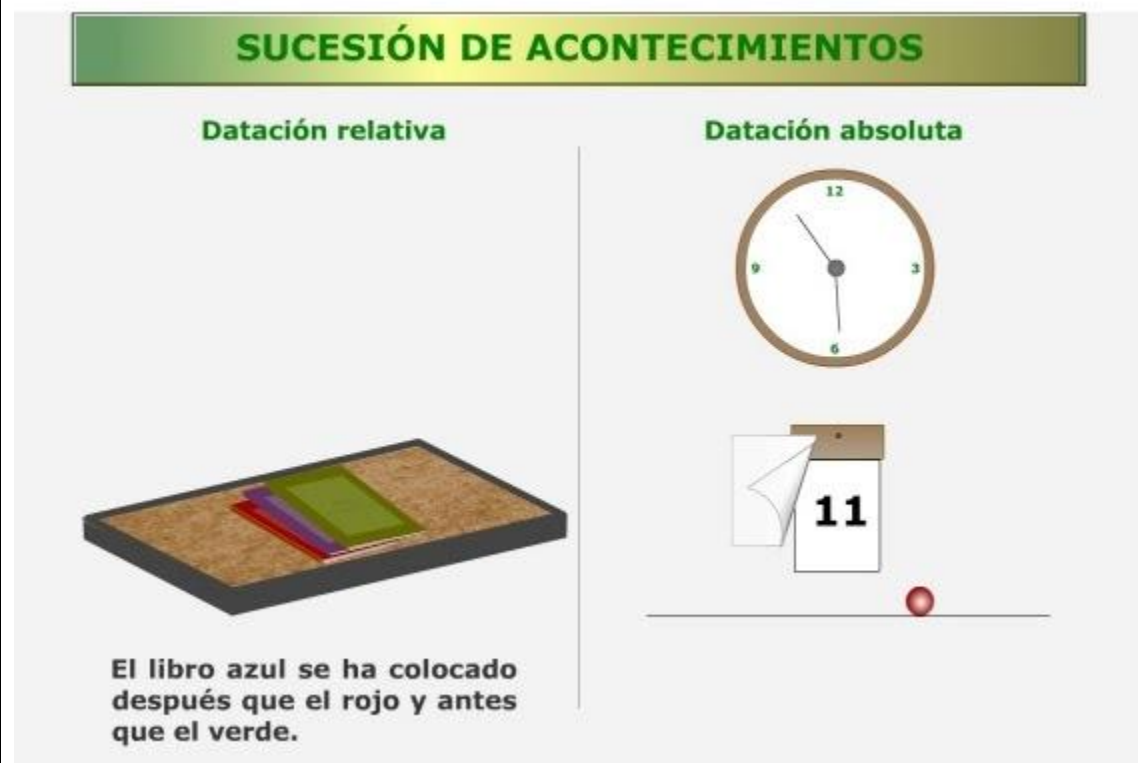 SUCESIÓN DE ACONTECIMIENTOS
Datación relativa
Datación absoluta
12
9
3
6
11
El libro azul se ha colocado
después que el rojo y antes
que el verde.